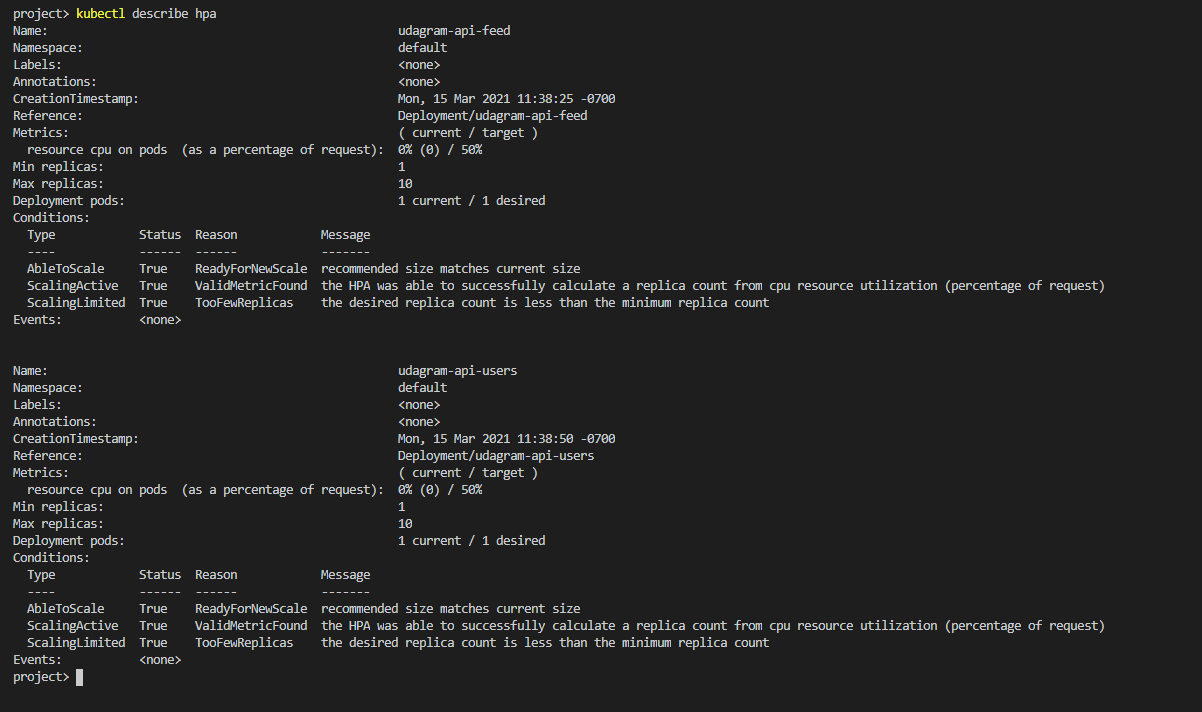 project> kubectl describe hpa
Name:                                                  udagram-api-feed
Namespace:                                             default
Labels:                                                <none>
Annotations:                                           <none>
CreationTimestamp:                                     Mon, 15 Mar 2021 11:38:25 -0700
Reference:                                             Deployment/udagram-api-feed
Metrics:                                               ( current / target )
  resource cpu on pods  (as a percentage of request):  0% (0) / 50%
Min replicas:                                          1
Max replicas:                                          10
Deployment pods:                                       1 current / 1 desired
Conditions:
  Type            Status  Reason            Message
  ----            ------  ------            -------
  AbleToScale     True    ReadyForNewScale  recommended size matches current size
  ScalingActive   True    ValidMetricFound  the HPA was able to successfully calculate a replica count from cpu resource utilization (percentage of request)
  ScalingLimited  True    TooFewReplicas    the desired replica count is less than the minimum replica count
Events:           <none>
Name:                                                  udagram-api-users
Namespace:                                             default
Labels:                                                <none>
Annotations:                                           <none>
CreationTimestamp:                                     Mon, 15 Mar 2021 11:38:50 -0700
Reference:                                             Deployment/udagram-api-users
Metrics:                                               ( current / target )
  resource cpu on pods  (as a percentage of request):  0% (0) / 50%
Min replicas:                                          1
Max replicas:                                          10
Deployment pods:                                       1 current / 1 desired
Conditions:
  Type            Status  Reason            Message
  ----            ------  ------            -------
  AbleToScale     True    ReadyForNewScale  recommended size matches current size
  ScalingActive   True    ValidMetricFound  the HPA was able to successfully calculate a replica count from cpu resource utilization (percentage of request)
  ScalingLimited  True    TooFewReplicas    the desired replica count is less than the minimum replica count
Events:           <none>
project>